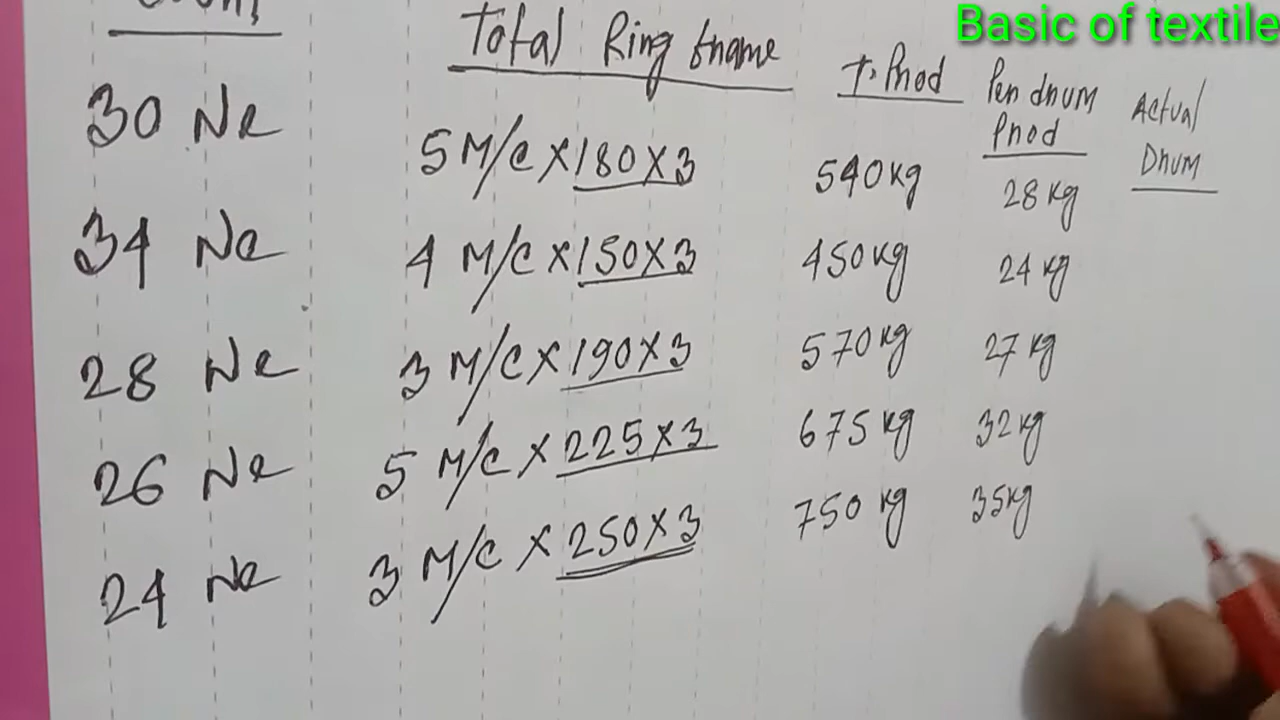 Basic of textile
Total Ring frame T. Prod Per drum Prod Actual Drum
30 Ne 5 M/C X 180 X 3 540 kg 28 kg
34 Ne 4 M/C X 150 X 3 450 kg 24 kg
28 Ne 3 M/C X 190 X 3 570 kg 27 kg
26 Ne 5 M/C X 225 X 3 675 kg 32 kg
24 Ne 3 M/C X 250 X 3 750 kg 35 kg